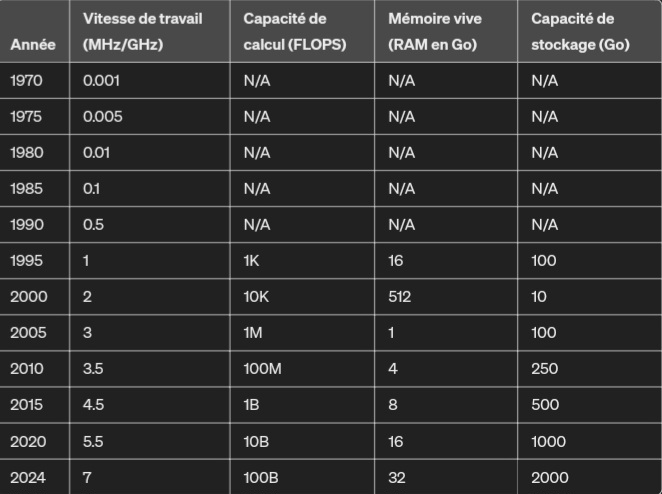 Année Vitesse de travail (MHz/GHz) Capacité de calcul (FLOPS) Mémoire vive (RAM en Go) Capacité de stockage (Go)
1970 0.001 N/A N/A N/A
1975 0.005 N/A N/A N/A
1980 0.01 N/A N/A N/A
1985 0.1 N/A N/A N/A
1990 0.5 N/A N/A N/A
1995 1 1K 16 100
2000 2 10K 512 10
2005 3 1M 1 100
2010 3.5 100M 4 250
2015 4.5 1B 8 500
2020 5.5 10B 16 1000
2024 7 100B 32 2000